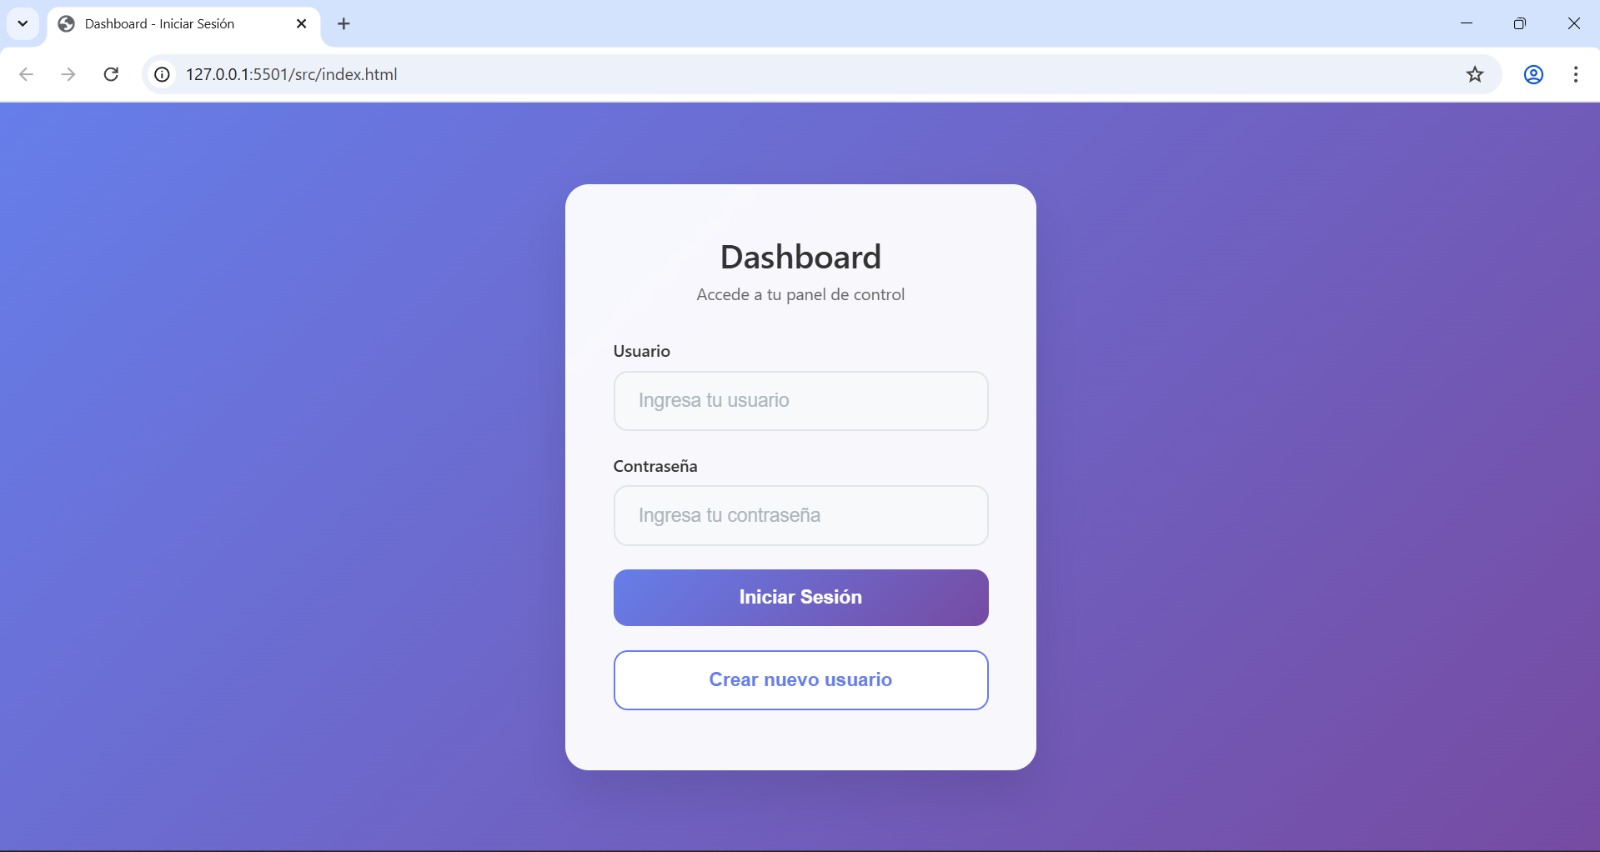 Dashboard - Iniciar Sesión
127.0.0.1:5501/src/index.html
Dashboard
Accede a tu panel de control
Usuario
Ingresa tu usuario
Contraseña
Ingresa tu contraseña
Iniciar Sesión
Crear nuevo usuario